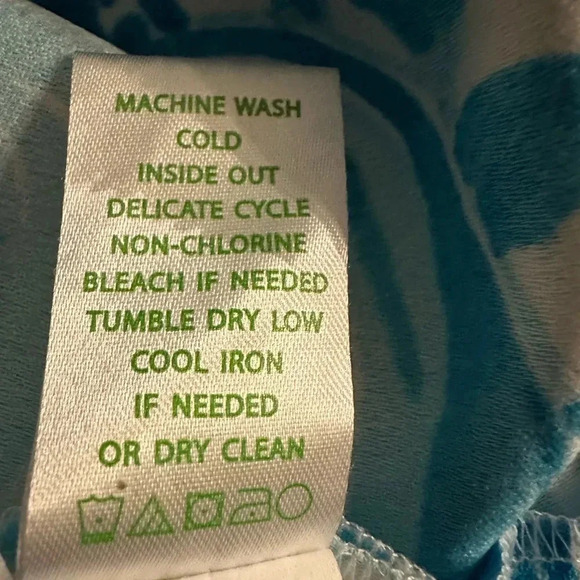 MACHINE WASH
COLD
INSIDE OUT
DELICATE CYCLE
NON-CHLORINE
BLEACH IF NEEDED
TUMBLE DRY LOW
COOL IRON
IF NEEDED
OR DRY CLEAN